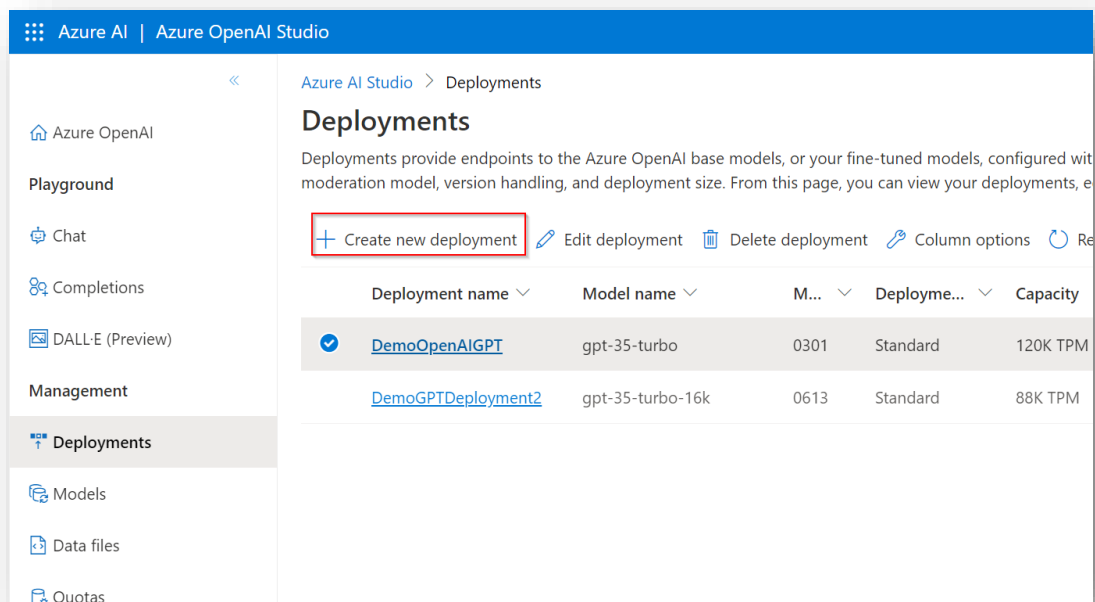 Azure AI | Azure OpenAI Studio
Azure OpenAI
Playground
Chat
Completions
DALL·E (Preview)
Management
Deployments
Models
Data files
Quotas
Azure AI Studio > Deployments
Deployments
Deployments provide endpoints to the Azure OpenAI base models, or your fine-tuned models, configured wit
moderation model, version handling, and deployment size. From this page, you can view your deployments, e
Create new deployment Edit deployment Delete deployment Column options Re
Deployment name Model name M... Deployme... Capacity
DemoOpenAIGPT gpt-35-turbo 0301 Standard 120K TPM
DemoGPTDeployment2 gpt-35-turbo-16k 0613 Standard 88K TPM